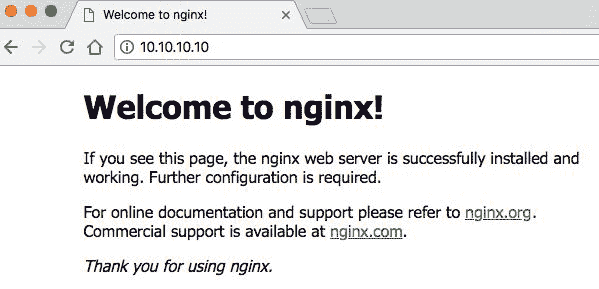 Welcome to nginx!
10.10.10.10
Welcome to nginx!
If you see this page, the nginx web server is successfully installed and
working. Further configuration is required.
For online documentation and support please refer to nginx.org.
Commercial support is available at nginx.com.
Thank you for using nginx.